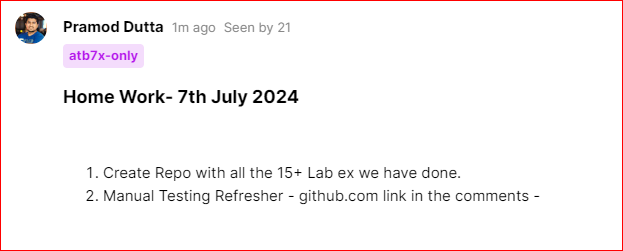 Pramod Dutta 1m ago Seen by 21
atb7x-only
Home Work- 7th July 2024
1. Create Repo with all the 15+ Lab ex we have done.
2. Manual Testing Refresher - github.com link in the comments -